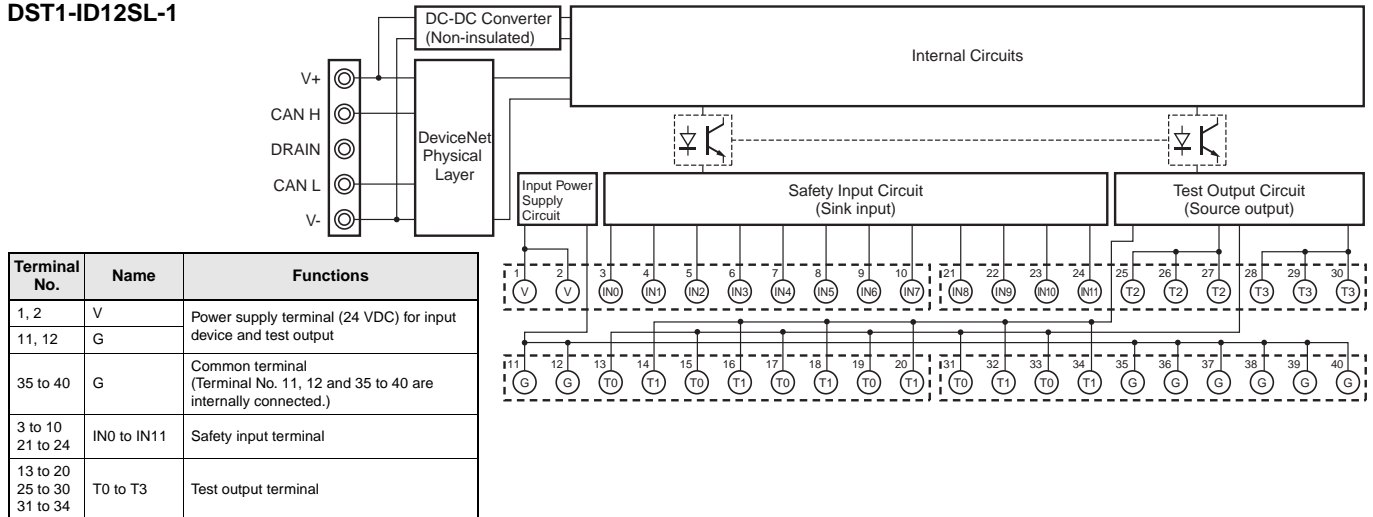 DST1-ID12SL-1
DC-DC Converter
(Non-insulated)
Internal Circuits
V+
CAN H
DRAIN
CAN L
V-
DeviceNet
Physical
Layer
Input Power
Supply
Circuit
Safety Input Circuit
(Sink input)
Test Output Circuit
(Source output)
1 2 3 4 5 6 7 8 9 10 21 22 23 24 25 26 27 28 29 30
V V IN0 IN1 IN2 IN3 IN4 IN5 IN6 IN7 IN8 IN9 IN10 IN11 T2 T2 T2 T3 T3 T3
11 12 13 14 15 16 17 18 19 20 31 32 33 34 35 36 37 38 39 40
G G T0 T1 T0 T1 T0 T1 T0 T1 T0 T1 T0 T1 G G G G G G
Terminal
No.
Name
Functions
1, 2
V
Power supply terminal (24 VDC) for input
device and test output
11, 12
G
35 to 40
G
Common terminal
(Terminal No. 11, 12 and 35 to 40 are
internally connected.)
3 to 10
21 to 24
IN0 to IN11
Safety input terminal
13 to 20
25 to 30
31 to 34
T0 to T3
Test output terminal